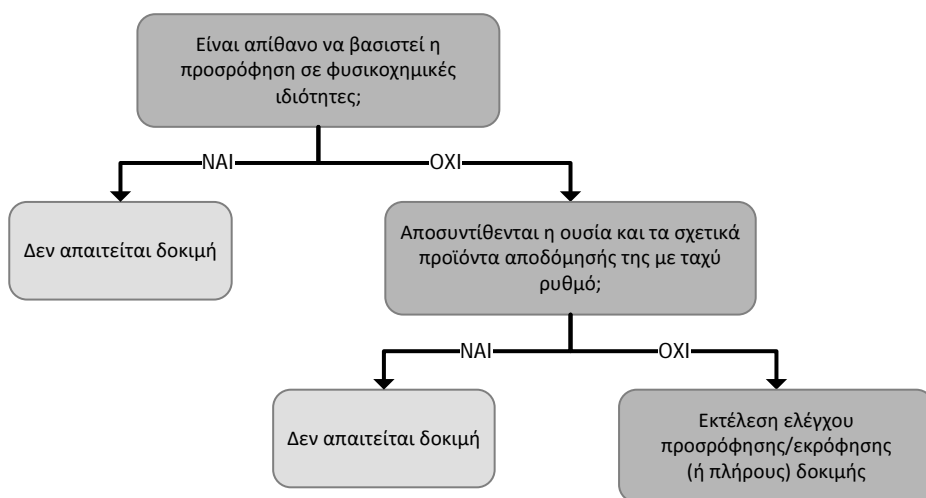 Είναι απίθανο να βασιστεί η
προσρόφηση σε φυσικοχημικές
ιδιότητες;
ΝΑΙ
ΟΧΙ
Δεν απαιτείται δοκιμή
Αποσυντίθενται η ουσία και τα σχετικά
προϊόντα αποδόμησής της με ταχύ
ρυθμό;
ΝΑΙ
ΟΧΙ
Δεν απαιτείται δοκιμή
Εκτέλεση ελέγχου
προσρόφησης/εκρόφησης
(ή πλήρους) δοκιμής